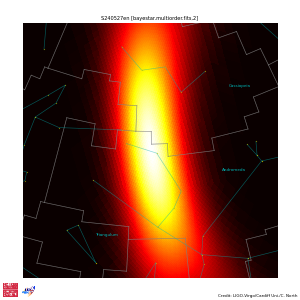 S240527en [bayestar.multiorder.fits,2]
Cassiopeia
Andromeda
Triangulum
Credit: LIGO-Virgo/Cardiff Uni./C. North